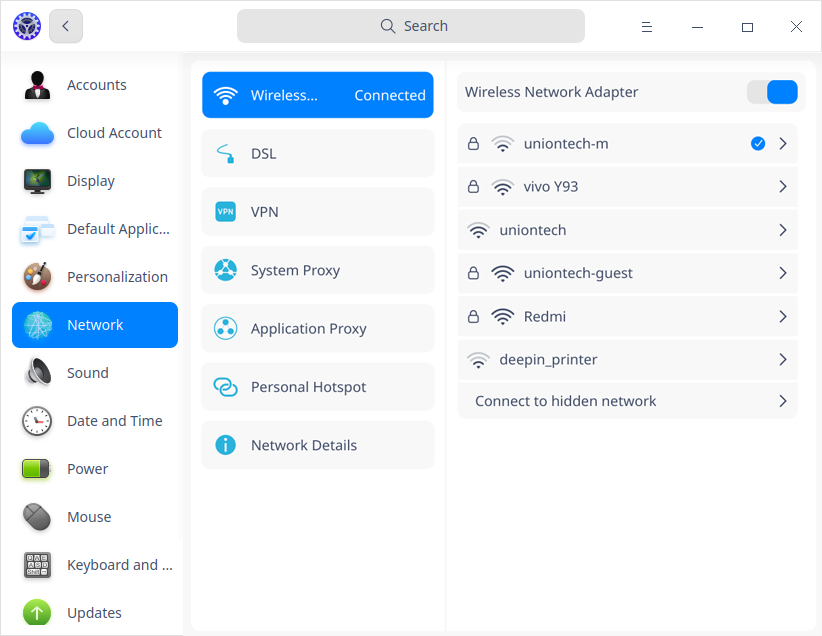 Search
Accounts
Cloud Account
Display
Default Applic...
Personalization
Network
Sound
Date and Time
Power
Mouse
Keyboard and ...
Updates
Wireless... Connected
DSL
VPN VPN
System Proxy
Application Proxy
Personal Hotspot
Network Details
Wireless Network Adapter
uniontech-m
vivo Y93
uniontech
uniontech-guest
Redmi
deepin_printer
Connect to hidden network